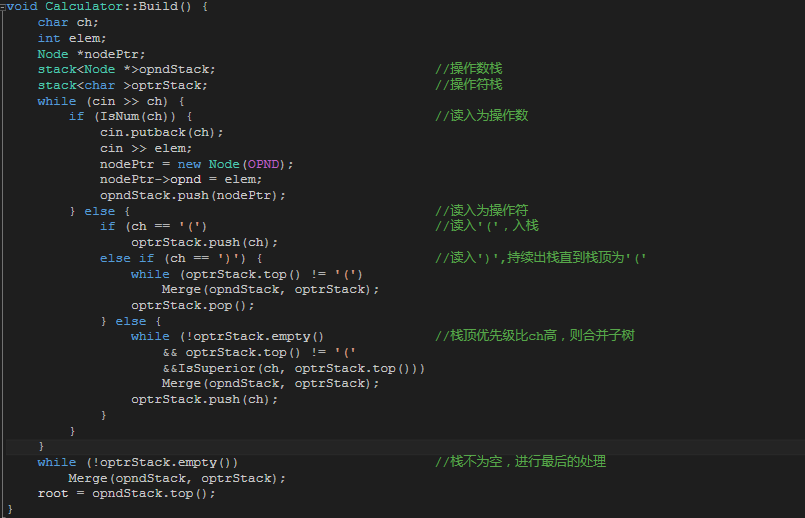 void Calculator::Build() {
    char ch;
    int elem;
    Node *nodePtr;
    stack<Node *>opndStack; //操作数栈
    stack<char >optrStack; //操作符栈
    while (cin >> ch) {
        if (IsNum(ch)) { //读入为操作数
            cin.putback(ch);
            cin >> elem;
            nodePtr = new Node(OPND);
            nodePtr->opnd = elem;
            opndStack.push(nodePtr);
        } else { //读入为操作符
            if (ch == '(') //读入'(',入栈
                optrStack.push(ch);
            else if (ch == ')') { //读入')',持续出栈直到栈顶为'('
                while (optrStack.top() != '(')
                    Merge(opndStack, optrStack);
                optrStack.pop();
            } else {
                while (!optrStack.empty() //栈顶优先级比ch高，则合并子树
                    && optrStack.top() != '('
                    &&IsSuperior(ch, optrStack.top()))
                    Merge(opndStack, optrStack);
                optrStack.push(ch);
            }
        }
    }
    while (!optrStack.empty()) //栈不为空，进行最后的处理
        Merge(opndStack, optrStack);
    root = opndStack.top();
}